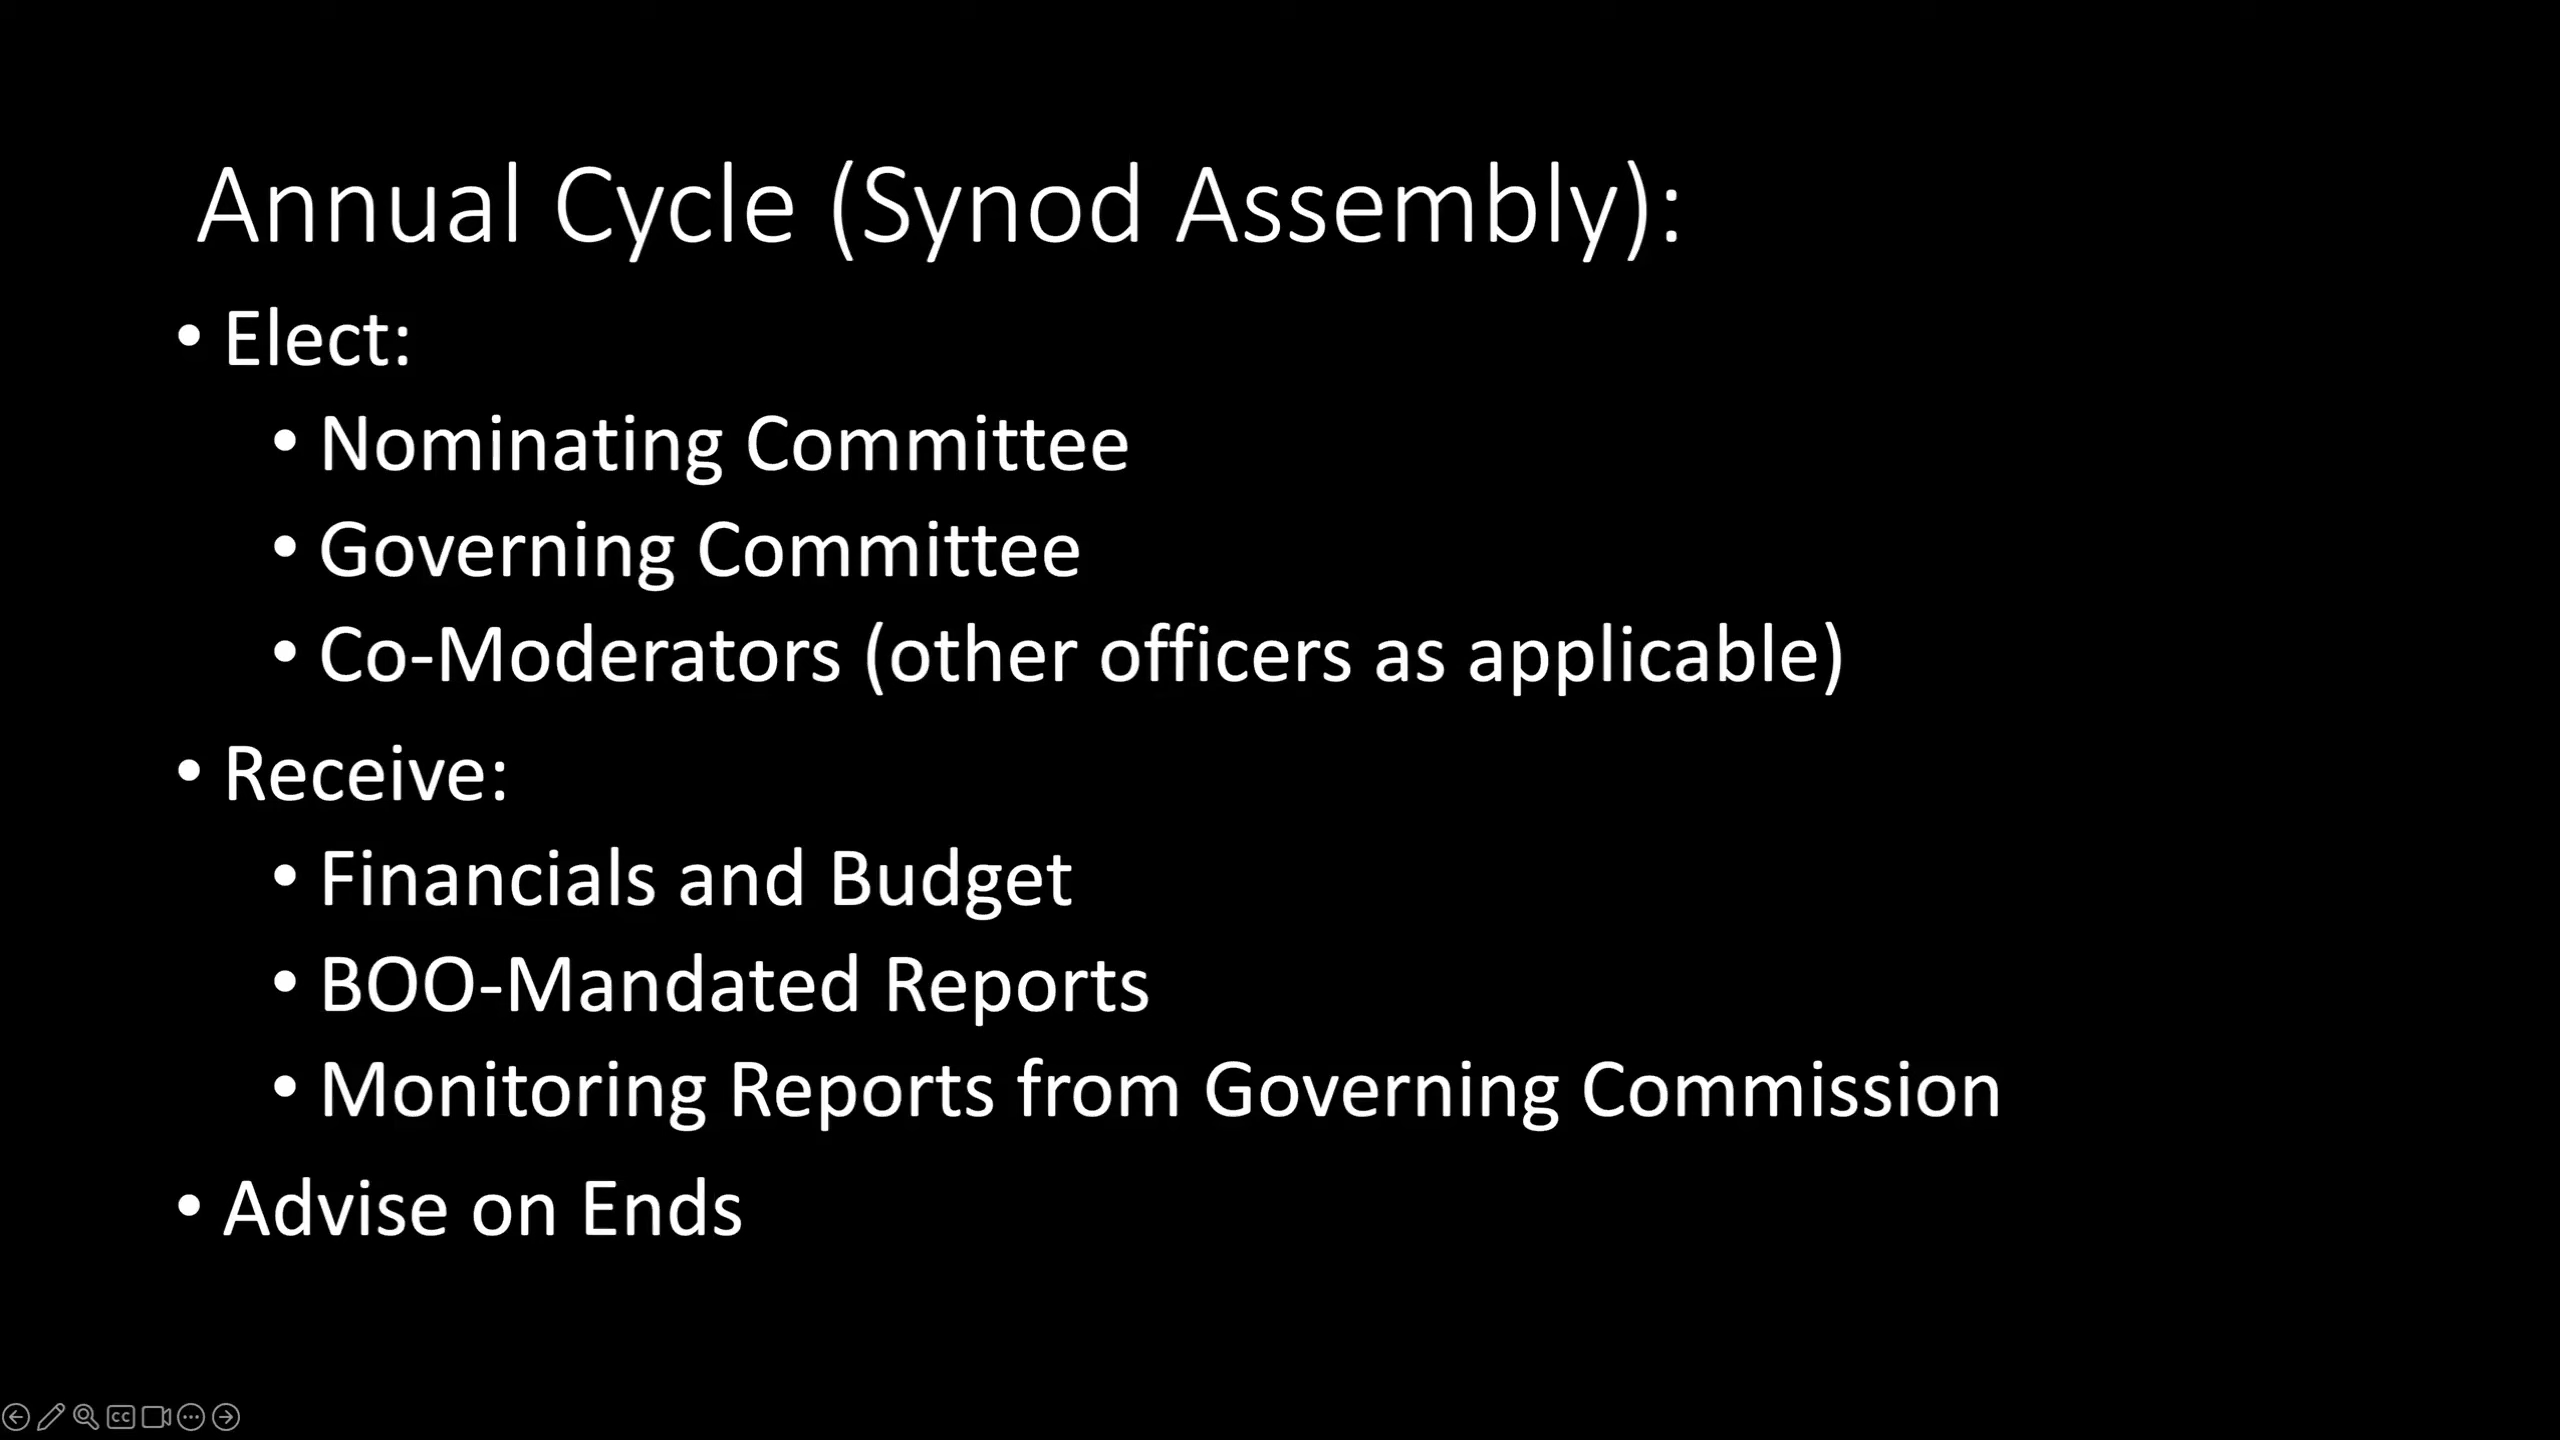 Annual Cycle (Synod Assembly):
• Elect:
• Nominating Committee
• Governing Committee
• Co-Moderators (other officers as applicable)
• Receive:
• Financials and Budget
• BOO-Mandated Reports
• Monitoring Reports from Governing Commission
• Advise on Ends
CC